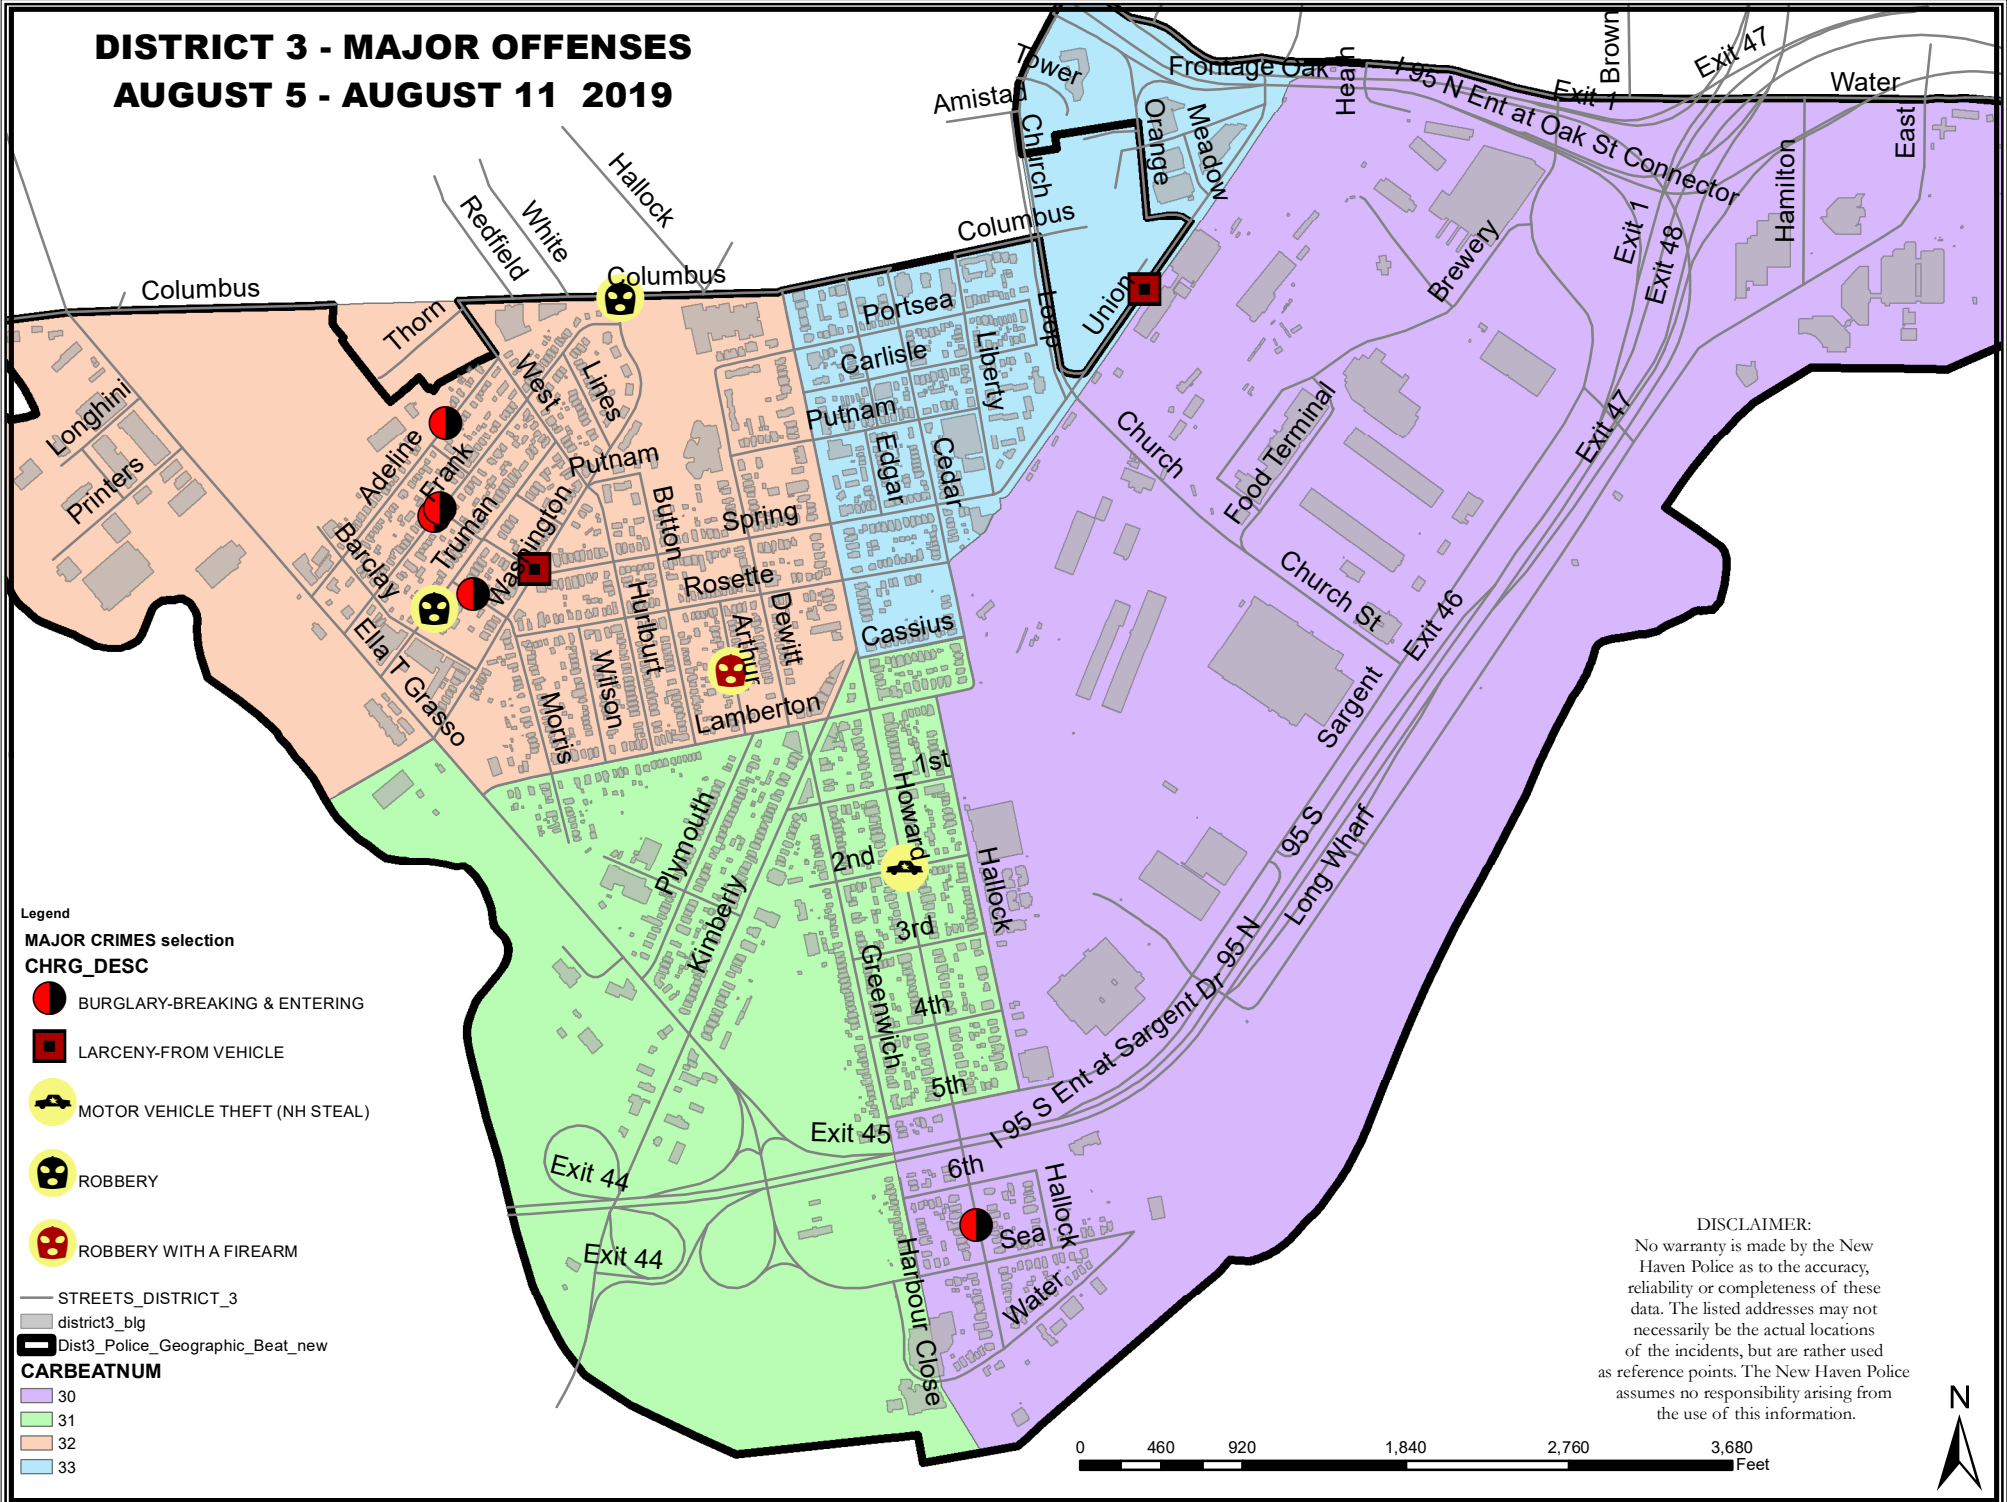 DISTRICT 3 - MAJOR OFFENSES
AUGUST 5 - AUGUST 11 2019
Tower
Amistad
Church
Frontage Oak
Orange
Meadow
Heath
I 95 N Ent at Oak St Connector
Exit 1
Brown
Exit 47
Water
East
Hamilton
Exit 1
Exit 48
Brewery
Hallock
White
Redfield
Columbus
Columbus
Columbus
Thorn
Portsea
Carlisle
Putnam
Liberty
Loop
Union
Edgar
Cedar
Cassius
Longhini
Printers
Adeline
Frank
West
Lines
Putnam
Truman
Washington
Barclay
Button
Spring
Rosette
Hurlburt
Arthur
Dewitt
Wilson
Morris
Lamberton
Ella T Grasso
Church
Food Terminal
Church St
Exit 47
Exit 46
Sargent
1st
Howard
2nd
Hallock
3rd
4th
Greenwich
5th
Plymouth
Kimberly
95 S
Long Wharf
95 N
I 95 S Ent at Sargent Dr
Exit 45
Exit 44
Exit 44
6th
Hallock
Sea
Water
Harbour Close
Legend
MAJOR CRIMES selection
CHRG_DESC
BURGLARY-BREAKING & ENTERING
LARCENY-FROM VEHICLE
MOTOR VEHICLE THEFT (NH STEAL)
ROBBERY
ROBBERY WITH A FIREARM
STREETS_DISTRICT_3
district3_blg
Dist3_Police_Geographic_Beat_new
CARBEATNUM
30
31
32
33
DISCLAIMER:
No warranty is made by the New
Haven Police as to the accuracy,
reliability or completeness of these
data. The listed addresses may not
necessarily be the actual locations
of the incidents, but are rather used
as reference points. The New Haven Police
assumes no responsibility arising from
the use of this information.
N
0 460 920 1,840 2,760 3,680
Feet